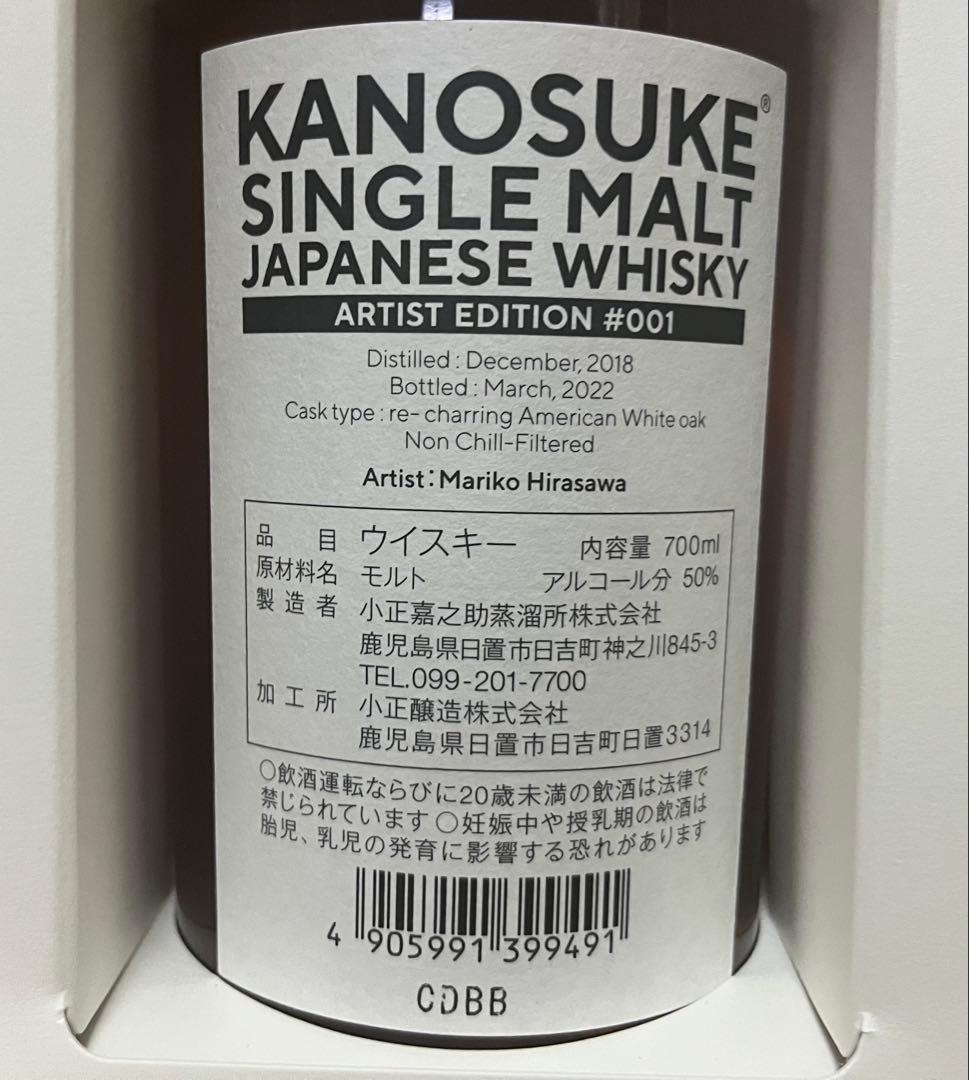 KANOSUKE®
SINGLE MALT
JAPANESE WHISKY
ARTIST EDITION #001
Distilled : December, 2018
Bottled : March, 2022
Cask type : re- charring American White oak
Non Chill-Filtered
Artist：Mariko Hirasawa
品目 ウイスキー 内容量 700ml
原材料名 モルト アルコール分 50%
製造者 小正嘉之助蒸溜所株式会社
鹿児島県日置市日吉町神之川845-3
TEL.099-201-7700
加工所 小正醸造株式会社
鹿児島県日置市日吉町日置3314
○飲酒運転ならびに20歳未満の飲酒は法律で
禁じられています ○妊娠中や授乳期の飲酒は
胎児、乳児の発育に影響する恐れがあります
4 905991 399491
CDBB